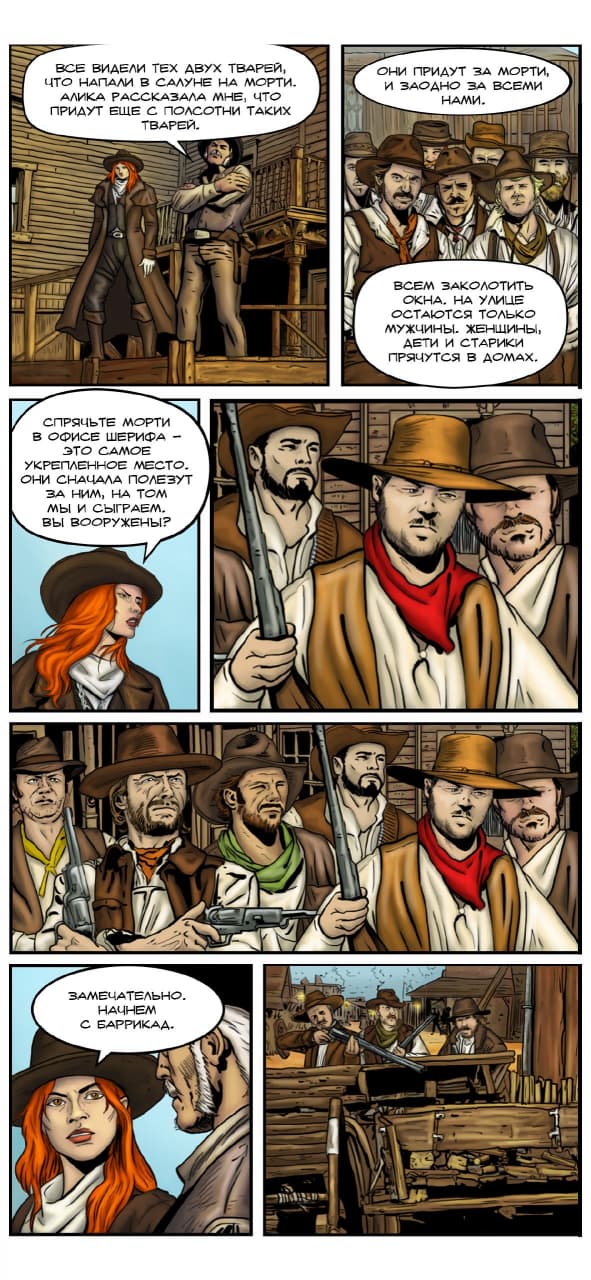 ВСЕ ВИДЕЛИ ТЕХ ДВУХ ТВАРЕЙ,
ЧТО НАПАЛИ В САЛУНЕ НА МОРТИ.
АЛИКА РАССКАЗАЛА МНЕ, ЧТО
ПРИДУТ ЕЩЕ С ПОЛСОТНИ ТАКИХ
ТВАРЕЙ.
ОНИ ПРИДУТ ЗА МОРТИ,
И ЗАОДНО ЗА ВСЕМИ
НАМИ.
ВСЕМ ЗАКОЛОТИТЬ
ОКНА. НА УЛИЦЕ
ОСТАЮТСЯ ТОЛЬКО
МУЖЧИНЫ. ЖЕНЩИНЫ,
ДЕТИ И СТАРИКИ
ПРЯЧУТСЯ В ДОМАХ.
СПРЯЧЬТЕ МОРТИ
В ОФИСЕ ШЕРИФА –
ЭТО САМОЕ
УКРЕПЛЕННОЕ МЕСТО.
ОНИ СНАЧАЛА ПОЛЕЗУТ
ЗА НИМ, НА ТОМ
МЫ И СЫГРАЕМ.
ВЫ ВООРУЖЕНЫ?
ЗАМЕЧАТЕЛЬНО.
НАЧНЕМ
С БАРРИКАД.